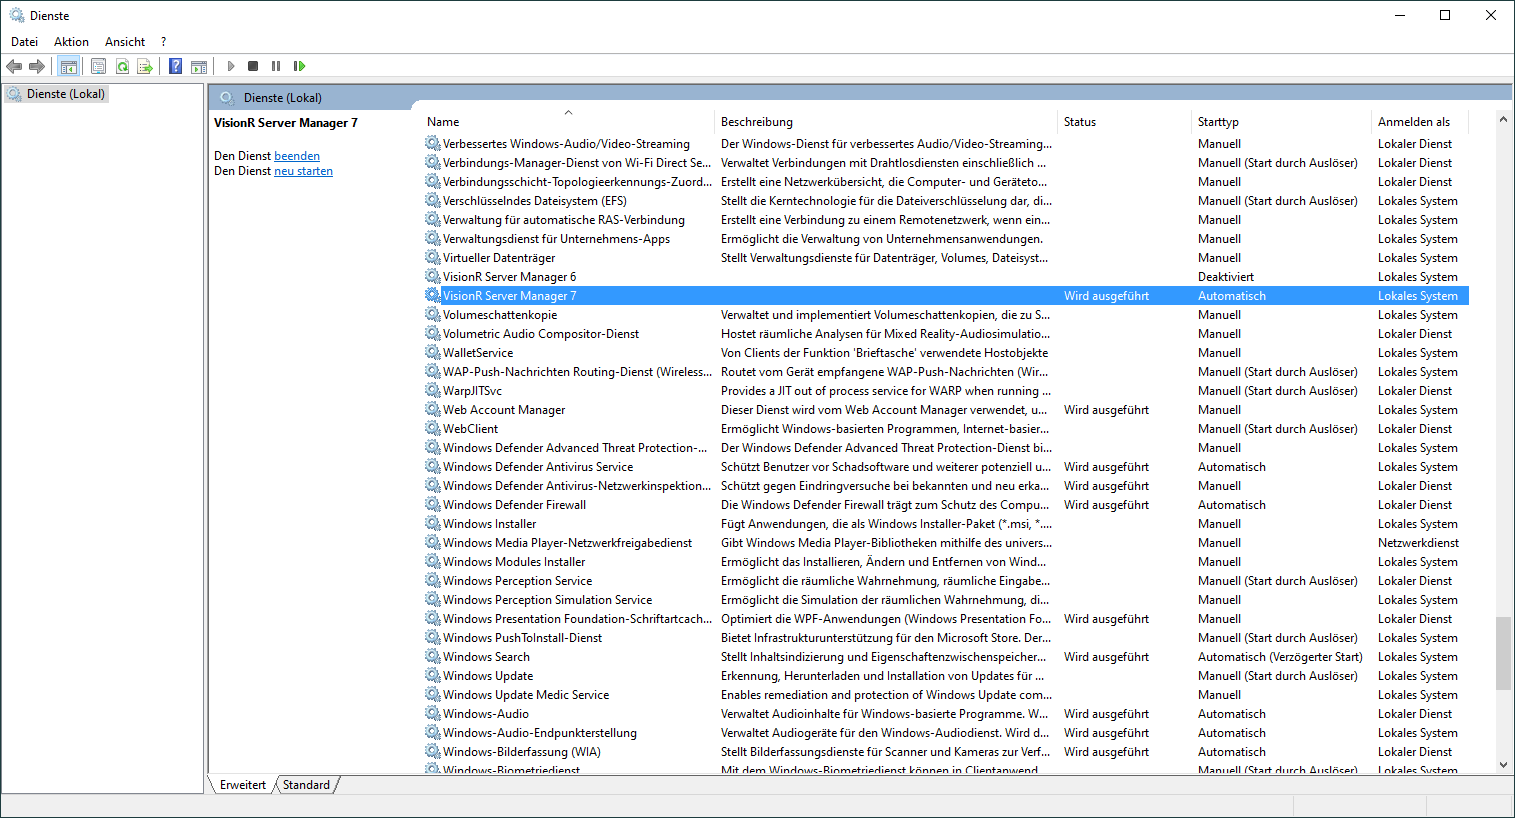 Dienste
Datei Aktion Ansicht ?
Dienste (Lokal)
Dienste (Lokal)
VisionR Server Manager 7
Den Dienst beenden
Den Dienst neu starten
Name Beschreibung Status Starttyp Anmelden als
Verbessertes Windows-Audio/Video-Streaming Der Windows-Dienst für verbessertes Audio/Video-Streaming... Manuell Lokaler Dienst
Verbindungs-Manager-Dienst von Wi-Fi Direct Se... Verwaltet Verbindungen mit Drahtlosdiensten einschließlich ... Manuell (Start durch Auslöser) Lokaler Dienst
Verbindungsschicht-Topologieerkennungs-Zuord... Erstellt eine Netzwerkübersicht, die Computer- und Geräteto... Manuell Lokaler Dienst
Verschlüsselndes Dateisystem (EFS) Stellt die Kerntechnologie für die Dateiverschlüsselung dar, di... Manuell (Start durch Auslöser) Lokales System
Verwaltung für automatische RAS-Verbindung Erstellt eine Verbindung zu einem Remotenetzwerk, wenn ein... Manuell Lokales System
Verwaltungsdienst für Unternehmens-Apps Ermöglicht die Verwaltung von Unternehmensanwendungen. Manuell Lokales System
Virtueller Datenträger Stellt Verwaltungsdienste für Datenträger, Volumes, Dateisyst... Manuell Lokales System
VisionR Server Manager 6 Deaktiviert Lokales System
VisionR Server Manager 7 Wird ausgeführt Automatisch Lokales System
Volumeschattenkopie Verwaltet und implementiert Volumeschattenkopien, die zu S... Manuell Lokales System
Volumetric Audio Compositor-Dienst Hostet räumliche Analysen für Mixed Reality-Audiosimulatio... Manuell Lokaler Dienst
WalletService Von Clients der Funktion 'Brieftasche' verwendete Hostobjekte Manuell Lokales System
WAP-Push-Nachrichten Routing-Dienst (Wireless... Routet vom Gerät empfangene WAP-Push-Nachrichten (Wir... Manuell (Start durch Auslöser) Lokales System
WarpJITSvc Provides a JIT out of process service for WARP when running ... Manuell (Start durch Auslöser) Lokaler Dienst
Web Account Manager Dieser Dienst wird vom Web Account Manager verwendet, u... Wird ausgeführt Manuell Lokales System
WebClient Ermöglicht Windows-basierten Programmen, Internet-basier... Manuell (Start durch Auslöser) Lokaler Dienst
Windows Defender Advanced Threat Protection-... Der Windows Defender Advanced Threat Protection-Dienst bi... Manuell Lokales System
Windows Defender Antivirus Service Schützt Benutzer vor Schadsoftware und weiterer potenziell u... Wird ausgeführt Automatisch Lokales System
Windows Defender Antivirus-Netzwerkinspektion... Schützt gegen Eindringversuche bei bekannten und neu erka... Wird ausgeführt Manuell Lokaler Dienst
Windows Defender Firewall Die Windows Defender Firewall trägt zum Schutz des Compu... Wird ausgeführt Automatisch Lokaler Dienst
Windows Installer Fügt Anwendungen, die als Windows Installer-Paket (*.msi, *.... Manuell Lokales System
Windows Media Player-Netzwerkfreigabedienst Gibt Windows Media Player-Bibliotheken mithilfe des univers... Manuell Netzwerkdienst
Windows Modules Installer Ermöglicht das Installieren, Ändern und Entfernen von Wind... Manuell Lokales System
Windows Perception Service Ermöglicht die räumliche Wahrnehmung, räumliche Eingabe... Manuell (Start durch Auslöser) Lokaler Dienst
Windows Perception Simulation Service Ermöglicht die Simulation der räumlichen Wahrnehmung, di... Manuell Lokales System
Windows Presentation Foundation-Schriftartcach... Optimiert die WPF-Anwendungen (Windows Presentation Fo... Wird ausgeführt Manuell Lokaler Dienst
Windows PushToInstall-Dienst Bietet Infrastrukturunterstützung für den Microsoft Store. Der... Manuell (Start durch Auslöser) Lokales System
Windows Search Stellt Inhaltsindizierung und Eigenschaftenzwischenspeicher... Wird ausgeführt Automatisch (Verzögerter Start) Lokales System
Windows Update Erkennung, Herunterladen und Installation von Updates für ... Manuell (Start durch Auslöser) Lokales System
Windows Update Medic Service Enables remediation and protection of Windows Update com... Manuell Lokales System
Windows-Audio Verwaltet Audioinhalte für Windows-basierte Programme. W... Wird ausgeführt Automatisch Lokaler Dienst
Windows-Audio-Endpunkterstellung Verwaltet Audiogeräte für den Windows-Audiodienst. Wird d... Wird ausgeführt Automatisch Lokales System
Windows-Bilderfassung (WIA) Stellt Bilderfassungsdienste für Scanner und Kameras zur Verf... Wird ausgeführt Automatisch Lokaler Dienst
Windows-Biometriedienst Mit dem Windows-Biometriedienst können in Clientanwend... Manuell (Start durch Auslöser) Lokales System
Erweitert Standard